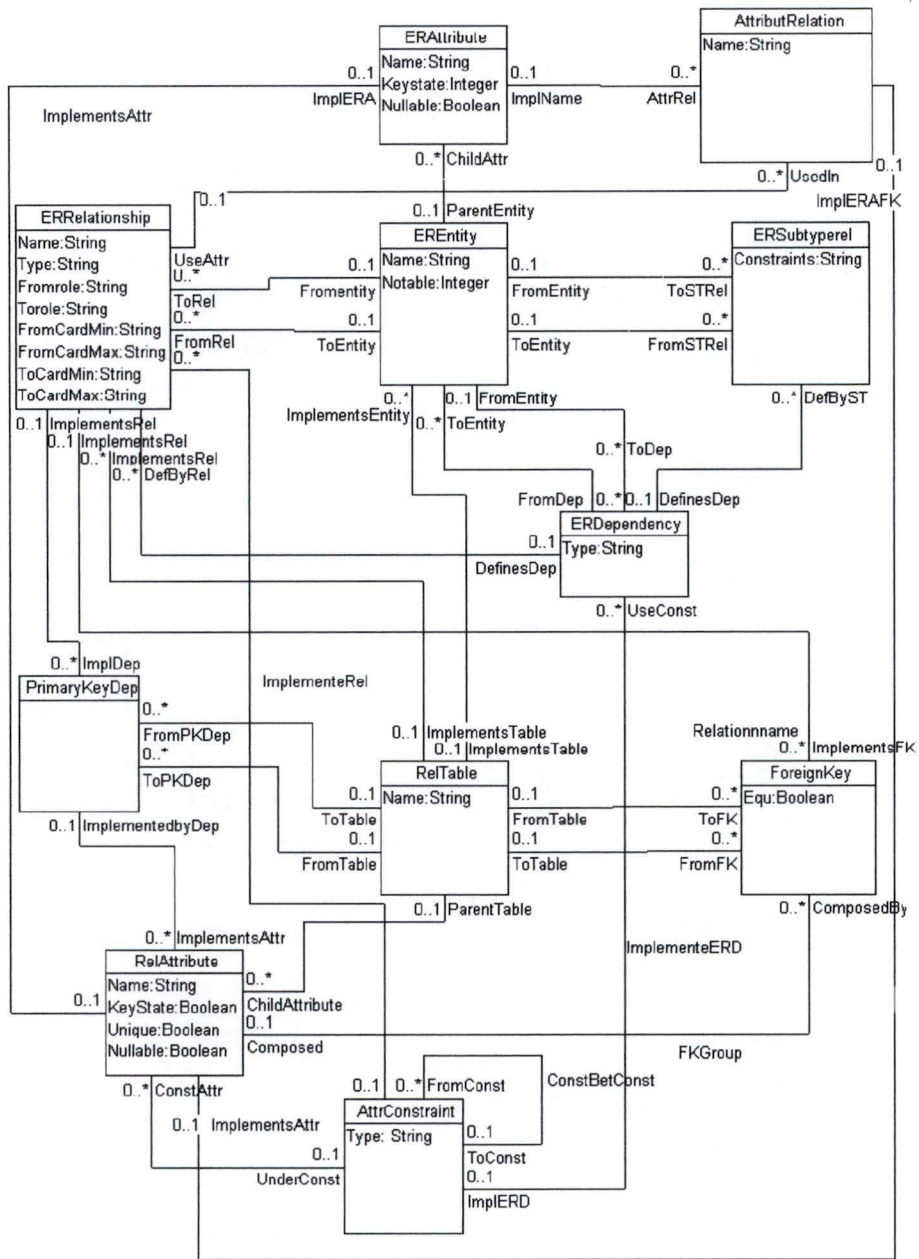 AttributRelation
Name:String
ERAttribute
Name:String
Keystate:Integer
Nullable:Boolean
0..1
ImplERA
0..1
ImplName
0..*
AttrRel
ImplementsAttr
0..* ChildAttr
0..* UsedIn
0..1
ImplERAFK
0..1
0..1 ParentEntity
ERRelationship
Name:String
Type:String
Fromrole:String
Torole:String
FromCardMin:String
FromCardMax:String
ToCardMin:String
ToCardMax:String
EREntity
Name:String
Notable:Integer
ERSubtyperel
Constraints:String
UseAttr
0..*
ToRel
0..*
FromRel
0..*
0..1
Fromentity
0..1
ToEntity
0..1
FromEntity
0..1
ToEntity
0..*
ToSTRel
0..*
FromSTRel
0..*
ImplementsEntity
0..1 FromEntity
0..* ToEntity
0..* DefByST
0..1 ImplementsRel
0..1 ImplementsRel
0..* ImplementsRel
0..* DefByRel
0..* ToDep
FromDep 0..*
0..1 DefinesDep
ERDependency
Type:String
0..1
DefinesDep
0..* UseConst
0..* ImplDep
PrimaryKeyDep
ImplementeRel
0..*
FromPKDep
0..*
ToPKDep
0..1 ImplementsTable
0..1 ImplementsTable
Relationnname
0..* ImplementsFK
RelTable
Name:String
ForeignKey
Equ:Boolean
0..1
ToTable
0..1
FromTable
0..1
FromTable
0..1
ToTable
0..*
ToFK
0..*
FromFK
0..1 ImplementedbyDep
0..1 ParentTable
0..* ComposedBy
0..* ImplementsAttr
ImplementeERD
RelAttribute
Name:String
KeyState:Boolean
Unique:Boolean
Nullable:Boolean
0..1
0..*
ChildAttribute
0..1
Composed
FKGroup
0..* ConstAttr
0..1 ImplementsAttr
0..1
0..* FromConst
ConstBetConst
AttrConstraint
Type: String
0..1
UnderConst
0..1
ToConst
0..1
ImplERD